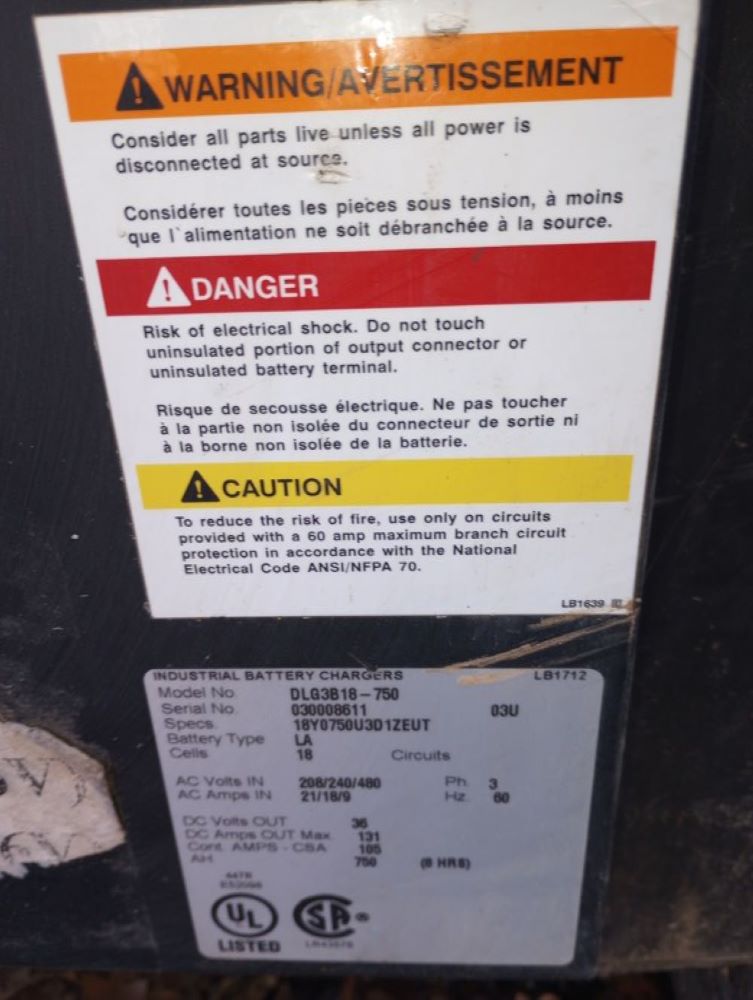 WARNING/AVERTISSEMENT
Consider all parts live unless all power is
disconnected at source.
Considérer toutes les pieces sous tension, à moins
que l`alimentation ne soit débranchée à la source.
DANGER
Risk of electrical shock. Do not touch
uninsulated portion of output connector or
uninsulated battery terminal.
Risque de secousse électrique. Ne pas toucher
à la partie non isolée du connecteur de sortie ni
à la borne non isolée de la batterie.
CAUTION
To reduce the risk of fire, use only on circuits
provided with a 60 amp maximum branch circuit
protection in accordance with the National
Electrical Code ANSI/NFPA 70.
LB1639
INDUSTRIAL BATTERY CHARGERS LB1712
Model No DLG3B18-750
Serial No. 030008611 03U
Specs. 18Y0750U3D1ZEUT
Battery Type LA
Cells 18 Circuits
AC Volts IN 208/240/480 Ph. 3
AC Amps IN 21/18/9 Hz. 60
DC Volts OUT 36
DC Amps OUT Max. 131
Cont. AMPS - CSA 105
AH 750 (8 HRS)
UL SA ®
LISTED